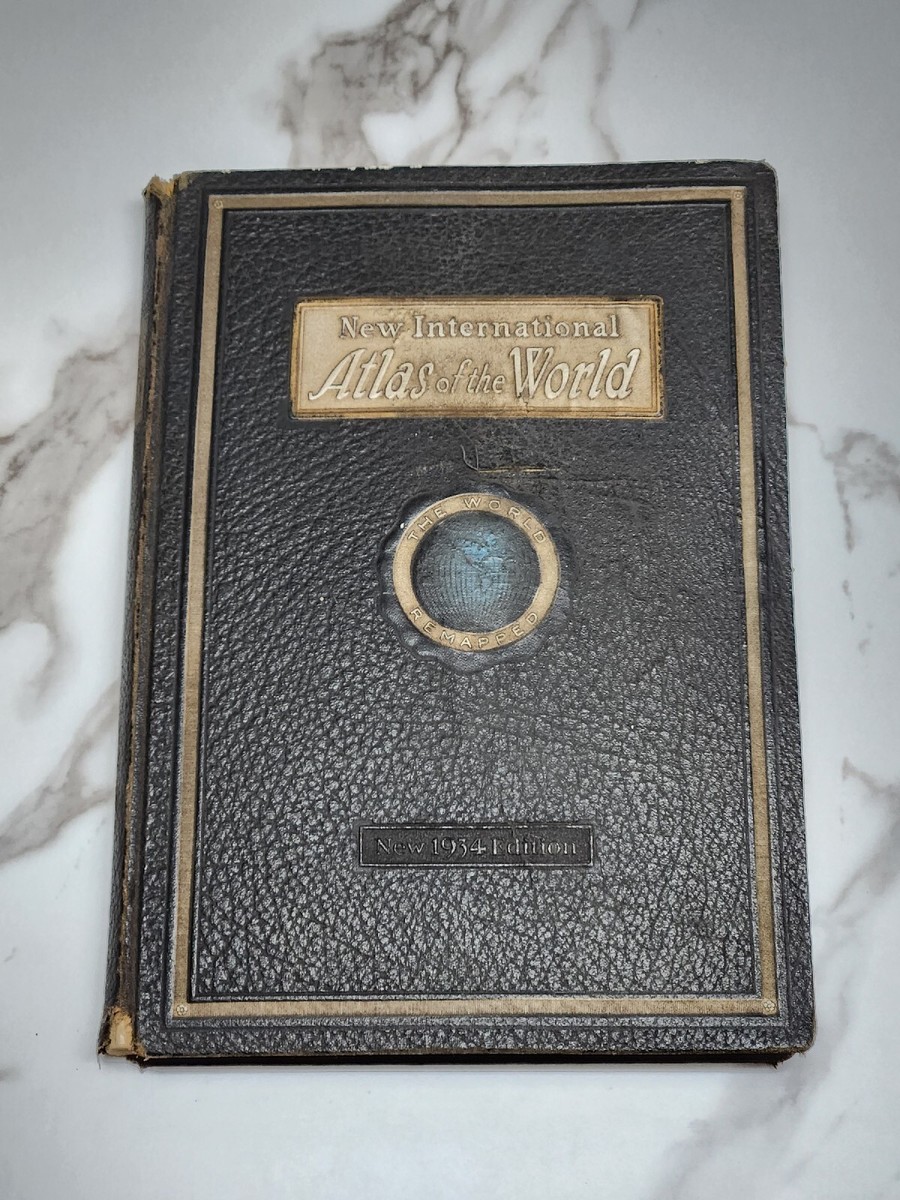 New International
Atlas of the World
THE WORLD
REMAPPED
New 1934 Edition